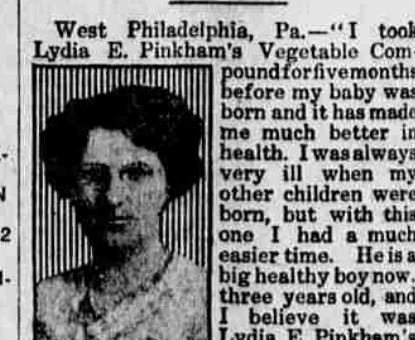 West Philadelphia, Pa.—"I took
Lydia E. Pinkham's Vegetable Com-
pound for five months
before my baby was
born and it has made
me much better in
health. I was always
very ill when my
other children were
born, but with this
one I had a much
easier time. He is a
big healthy boy now,
three years old, and
I believe it was
Lydia E. Pinkham's
N
2